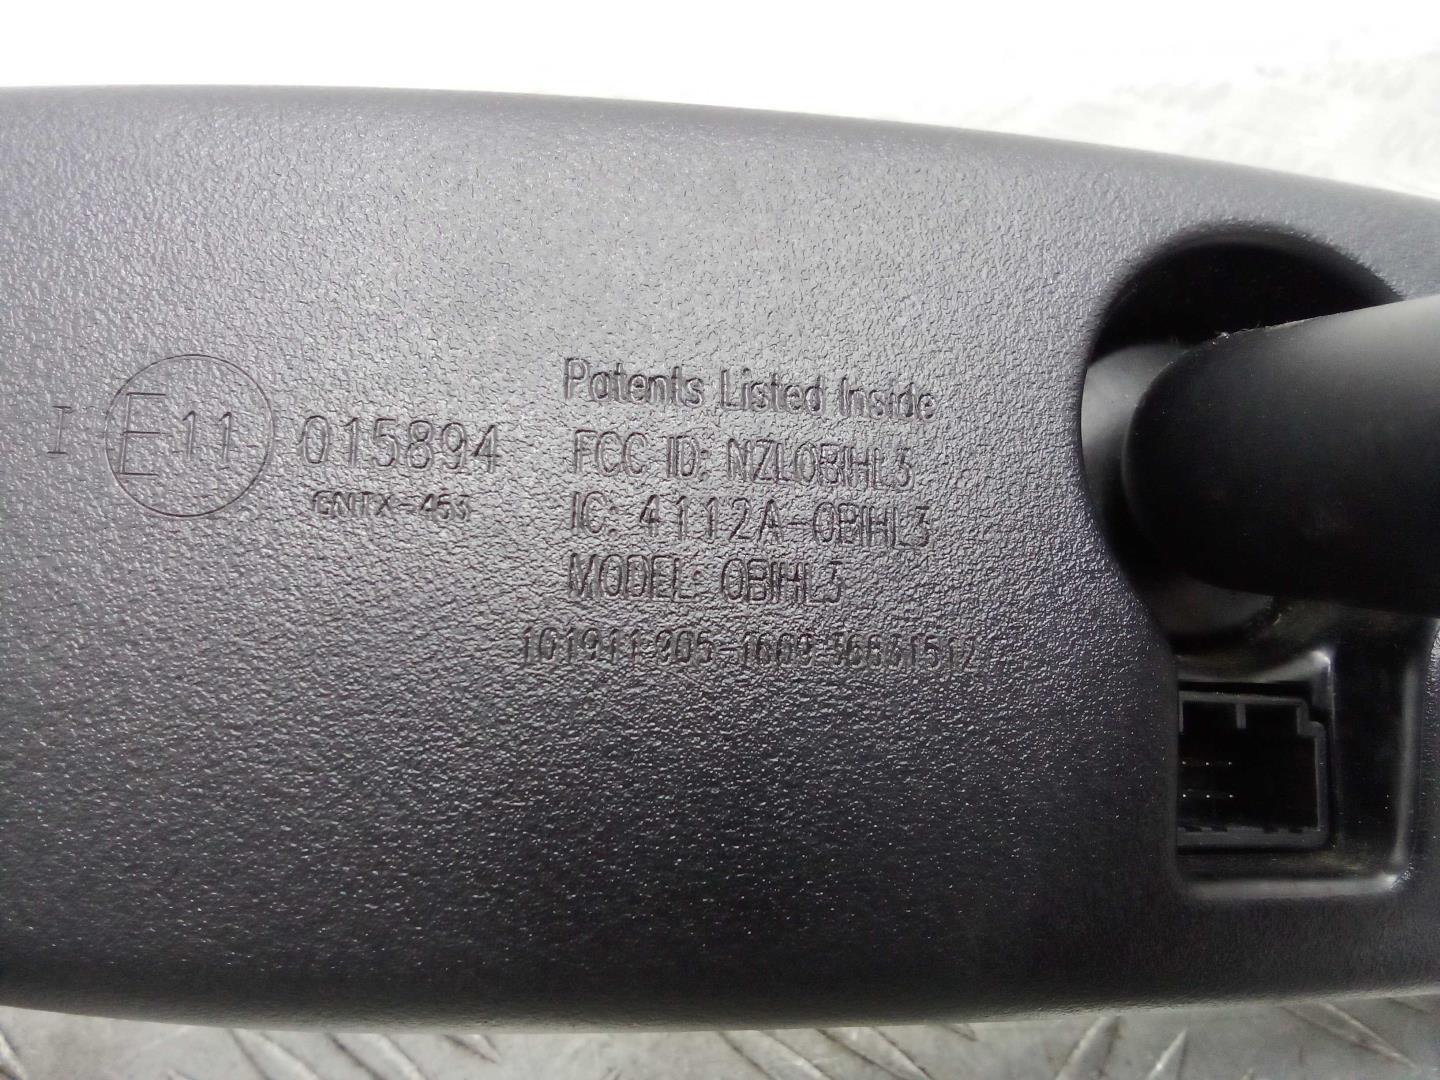 I E11 015894
GNTX-453
Patents Listed Inside
FCC ID: NZLOBIHL3
IC: 4112A-OBIHL3
MODEL: OBIHL3